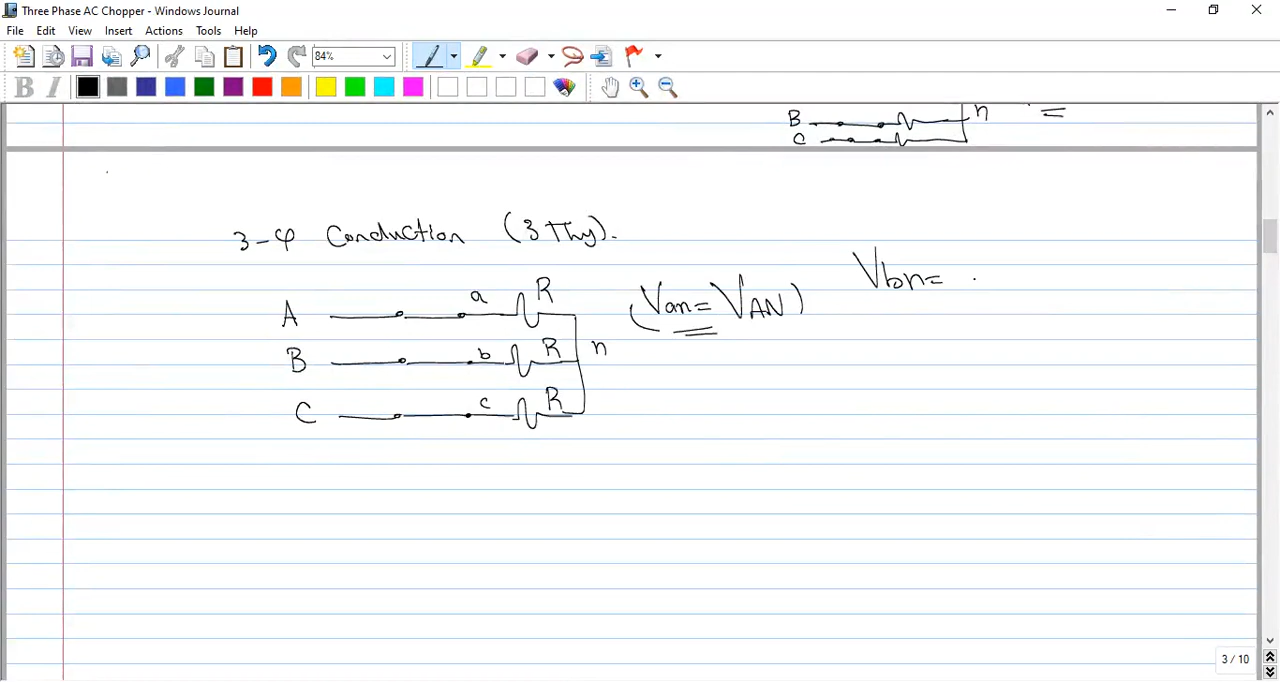 Three Phase AC Chopper - Windows Journal
File Edit View Insert Actions Tools Help
84%
B I
B n =
C
3-φ Conduction (3 Thy).
Vbn=
A a R (Van= VAN)
B b R n
C c R
3 / 10